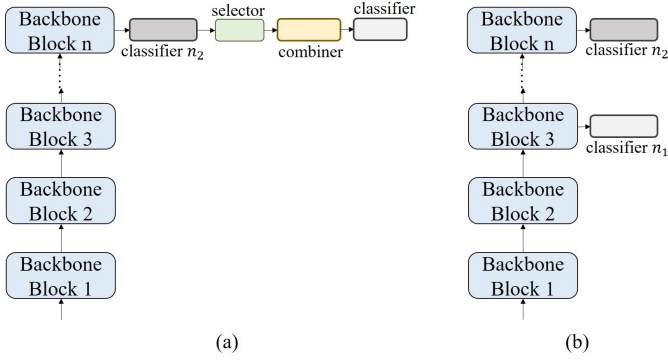 Backbone
Block n
classifier n₂
selector
combiner
classifier
Backbone
Block 3
Backbone
Block 2
Backbone
Block 1
(a)
Backbone
Block n
classifier n₂
Backbone
Block 3
classifier n₁
Backbone
Block 2
Backbone
Block 1
(b)